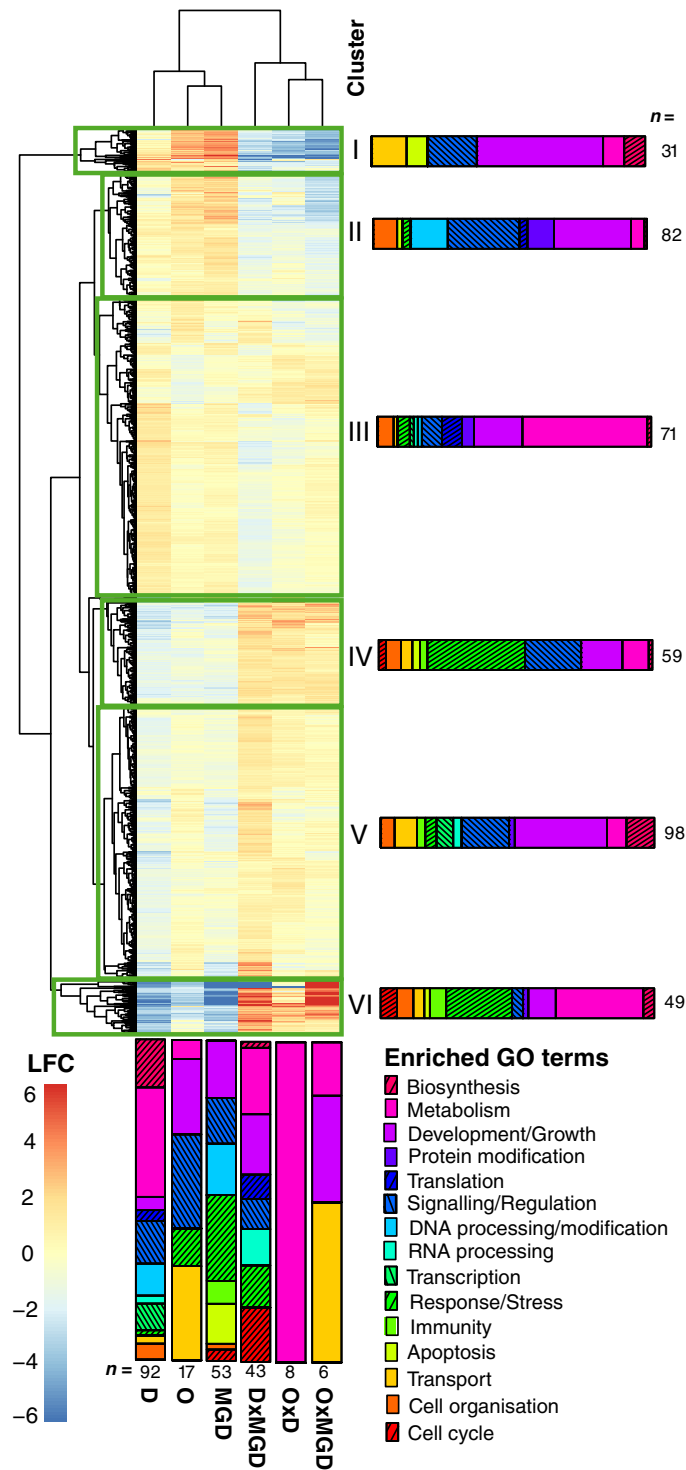 Cluster
n =
I
31
II
82
III
71
IV
59
V
98
VI
49
LFC
6
4
2
0
−2
−4
−6
Enriched GO terms
Biosynthesis
Metabolism
Development/Growth
Protein modification
Translation
Signalling/Regulation
DNA processing/modification
RNA processing
Transcription
Response/Stress
Immunity
Apoptosis
Transport
Cell organisation
Cell cycle
n = 92 17 53 43 8 6
D O MGD DxMGD OxD OxMGD